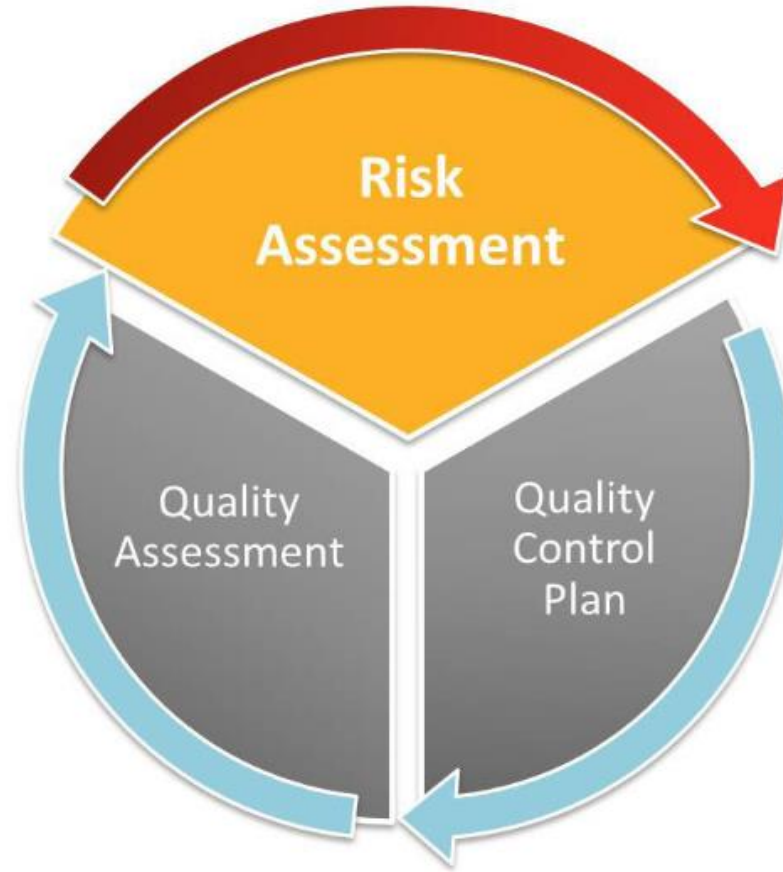 Risk
Assessment
Quality
Assessment
Quality
Control
Plan